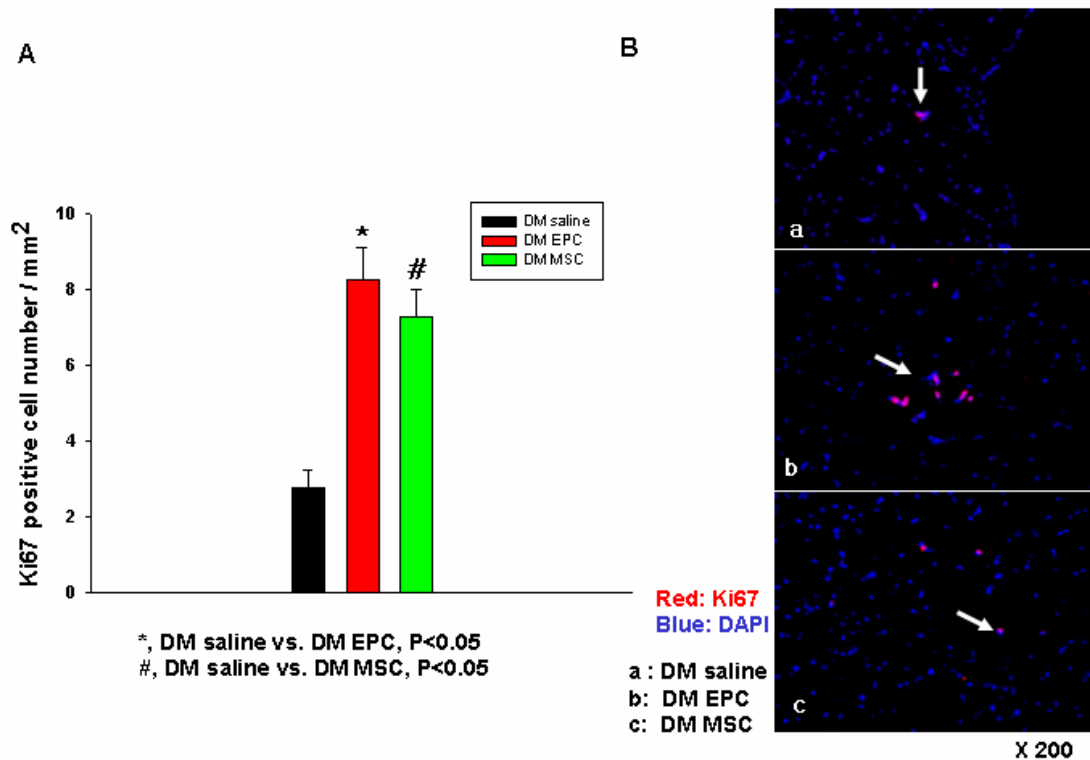 A
B
Ki67 positive cell number / mm2
10
8
6
4
2
0
*
#
DM saline
DM EPC
DM MSC
*, DM saline vs. DM EPC, P<0.05
#, DM saline vs. DM MSC, P<0.05
a
b
c
Red: Ki67
Blue: DAPI
a : DM saline
b: DM EPC
c: DM MSC
X 200